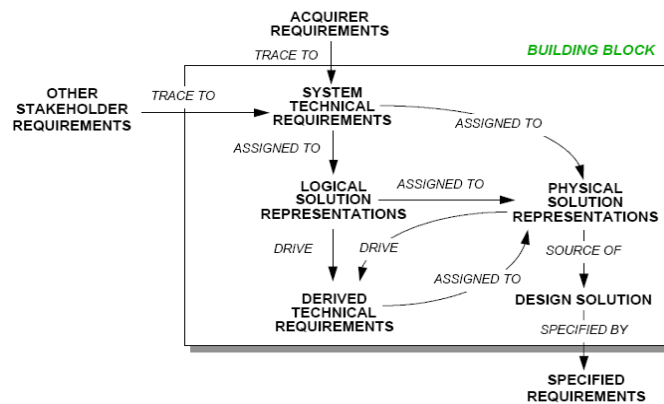 ACQUIRER
REQUIREMENTS
BUILDING BLOCK
TRACE TO
OTHER
STAKEHOLDER
REQUIREMENTS
TRACE TO
SYSTEM
TECHNICAL
REQUIREMENTS
ASSIGNED TO
ASSIGNED TO
LOGICAL
SOLUTION
REPRESENTATIONS
ASSIGNED TO
PHYSICAL
SOLUTION
REPRESENTATIONS
DRIVE
DRIVE
SOURCE OF
ASSIGNED TO
DERIVED
TECHNICAL
REQUIREMENTS
DESIGN SOLUTION
SPECIFIED BY
SPECIFIED
REQUIREMENTS